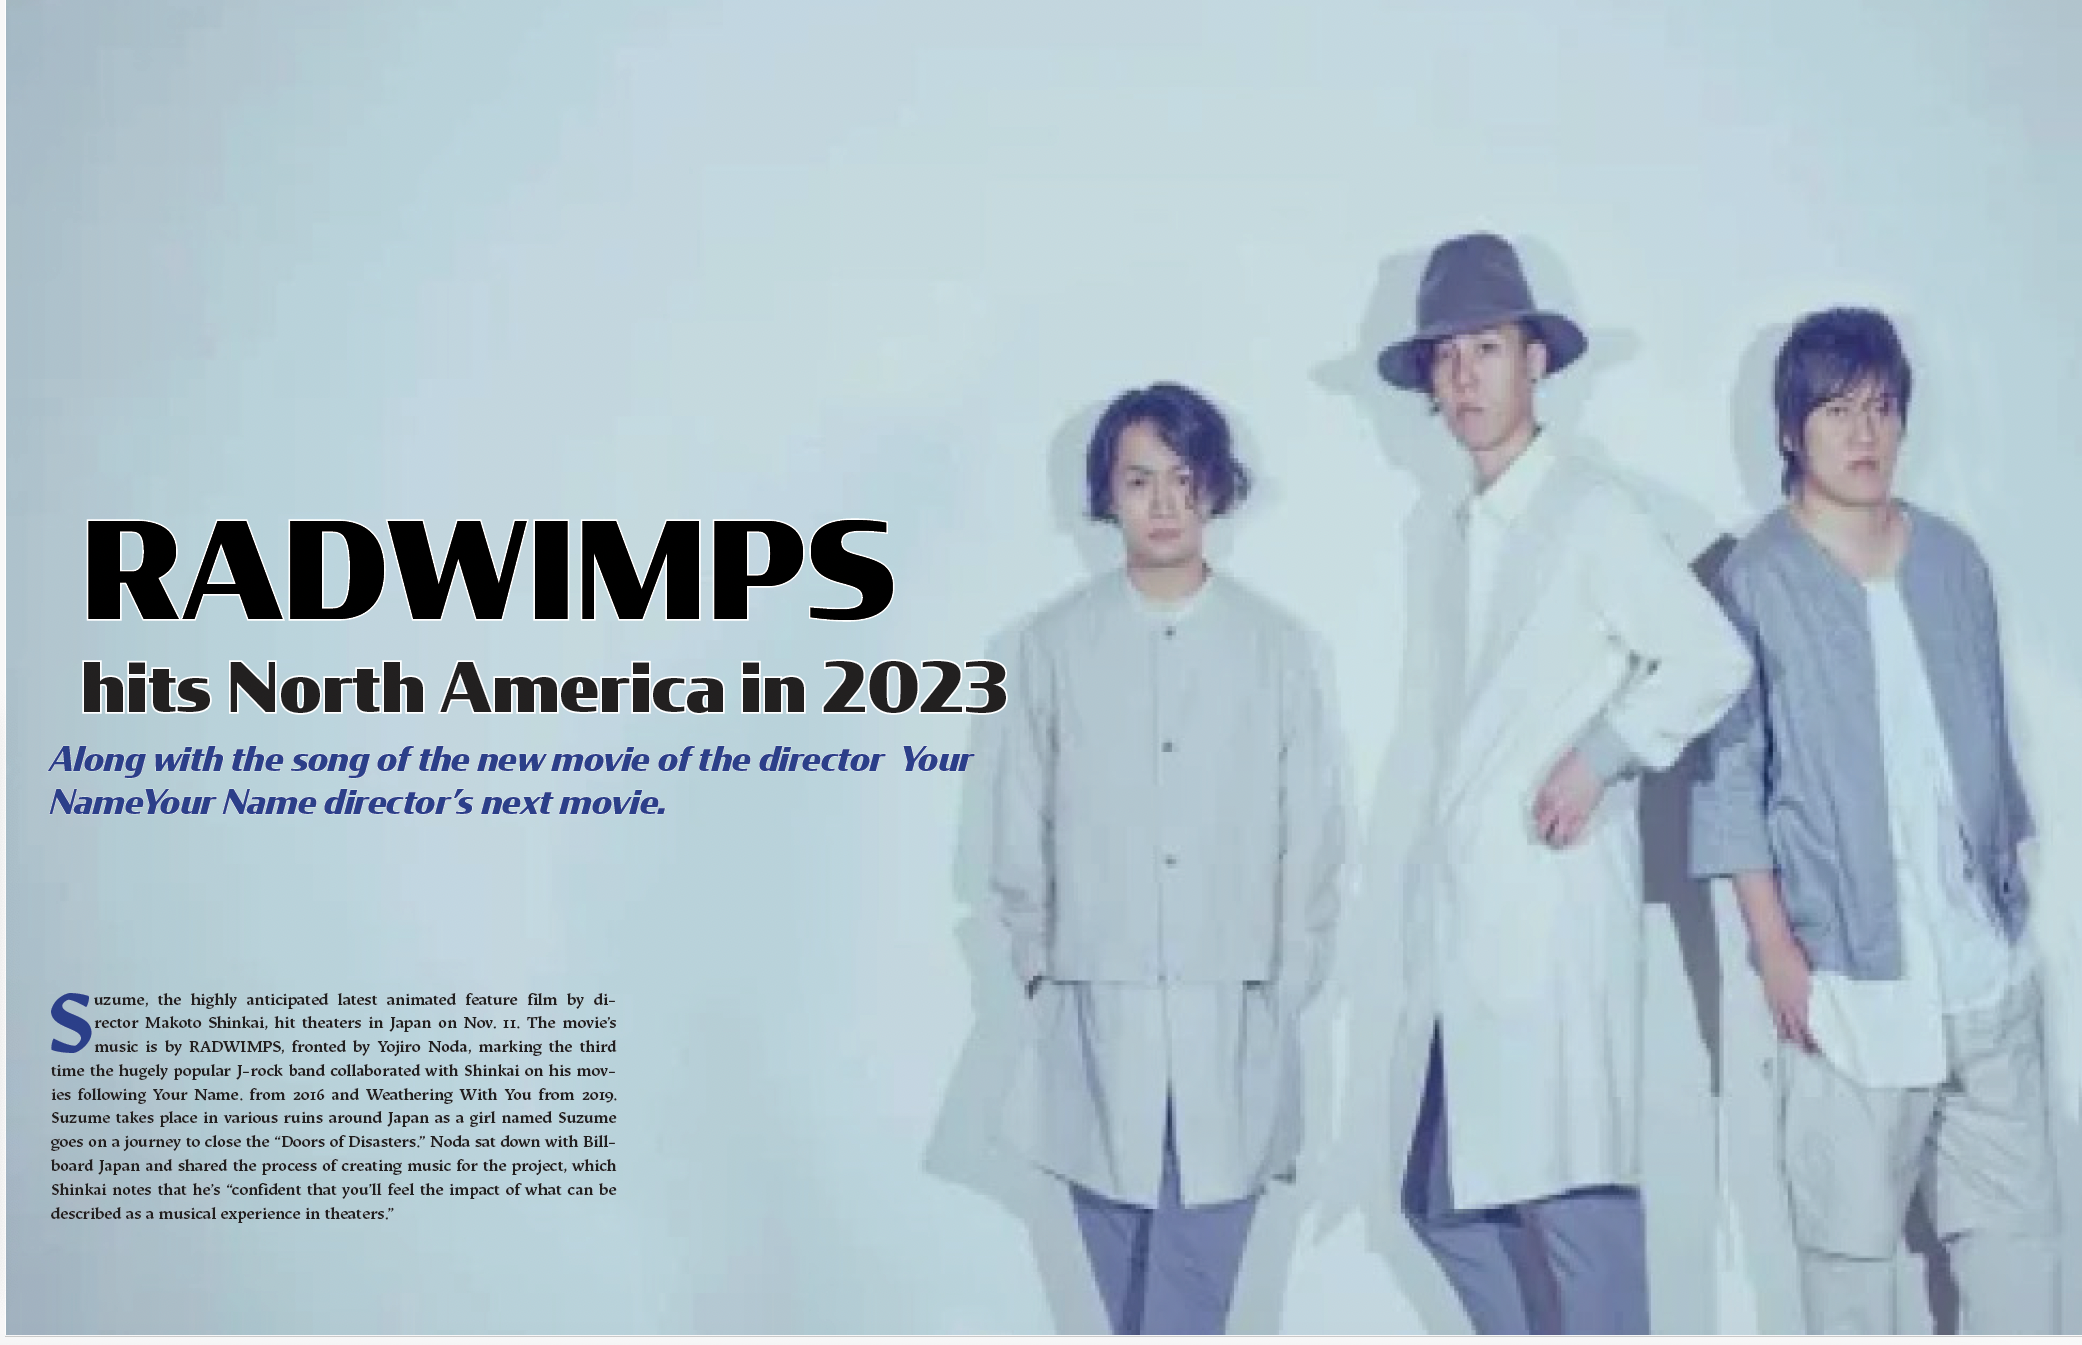 RADWIMPS
hits North America in 2023
Along with the song of the new movie of the director  Your
NameYour Name director's next movie.
Suzume, the highly anticipated latest animated feature film by di-
rector Makoto Shinkai, hit theaters in Japan on Nov. 11. The movie's
music is by RADWIMPS, fronted by Yojiro Noda, marking the third
time the hugely popular J-rock band collaborated with Shinkai on his mov-
ies following Your Name. from 2016 and Weathering With You from 2019.
Suzume takes place in various ruins around Japan as a girl named Suzume
goes on a journey to close the “Doors of Disasters.” Noda sat down with Bill-
board Japan and shared the process of creating music for the project, which
Shinkai notes that he's “confident that you'll feel the impact of what can be
described as a musical experience in theaters.”